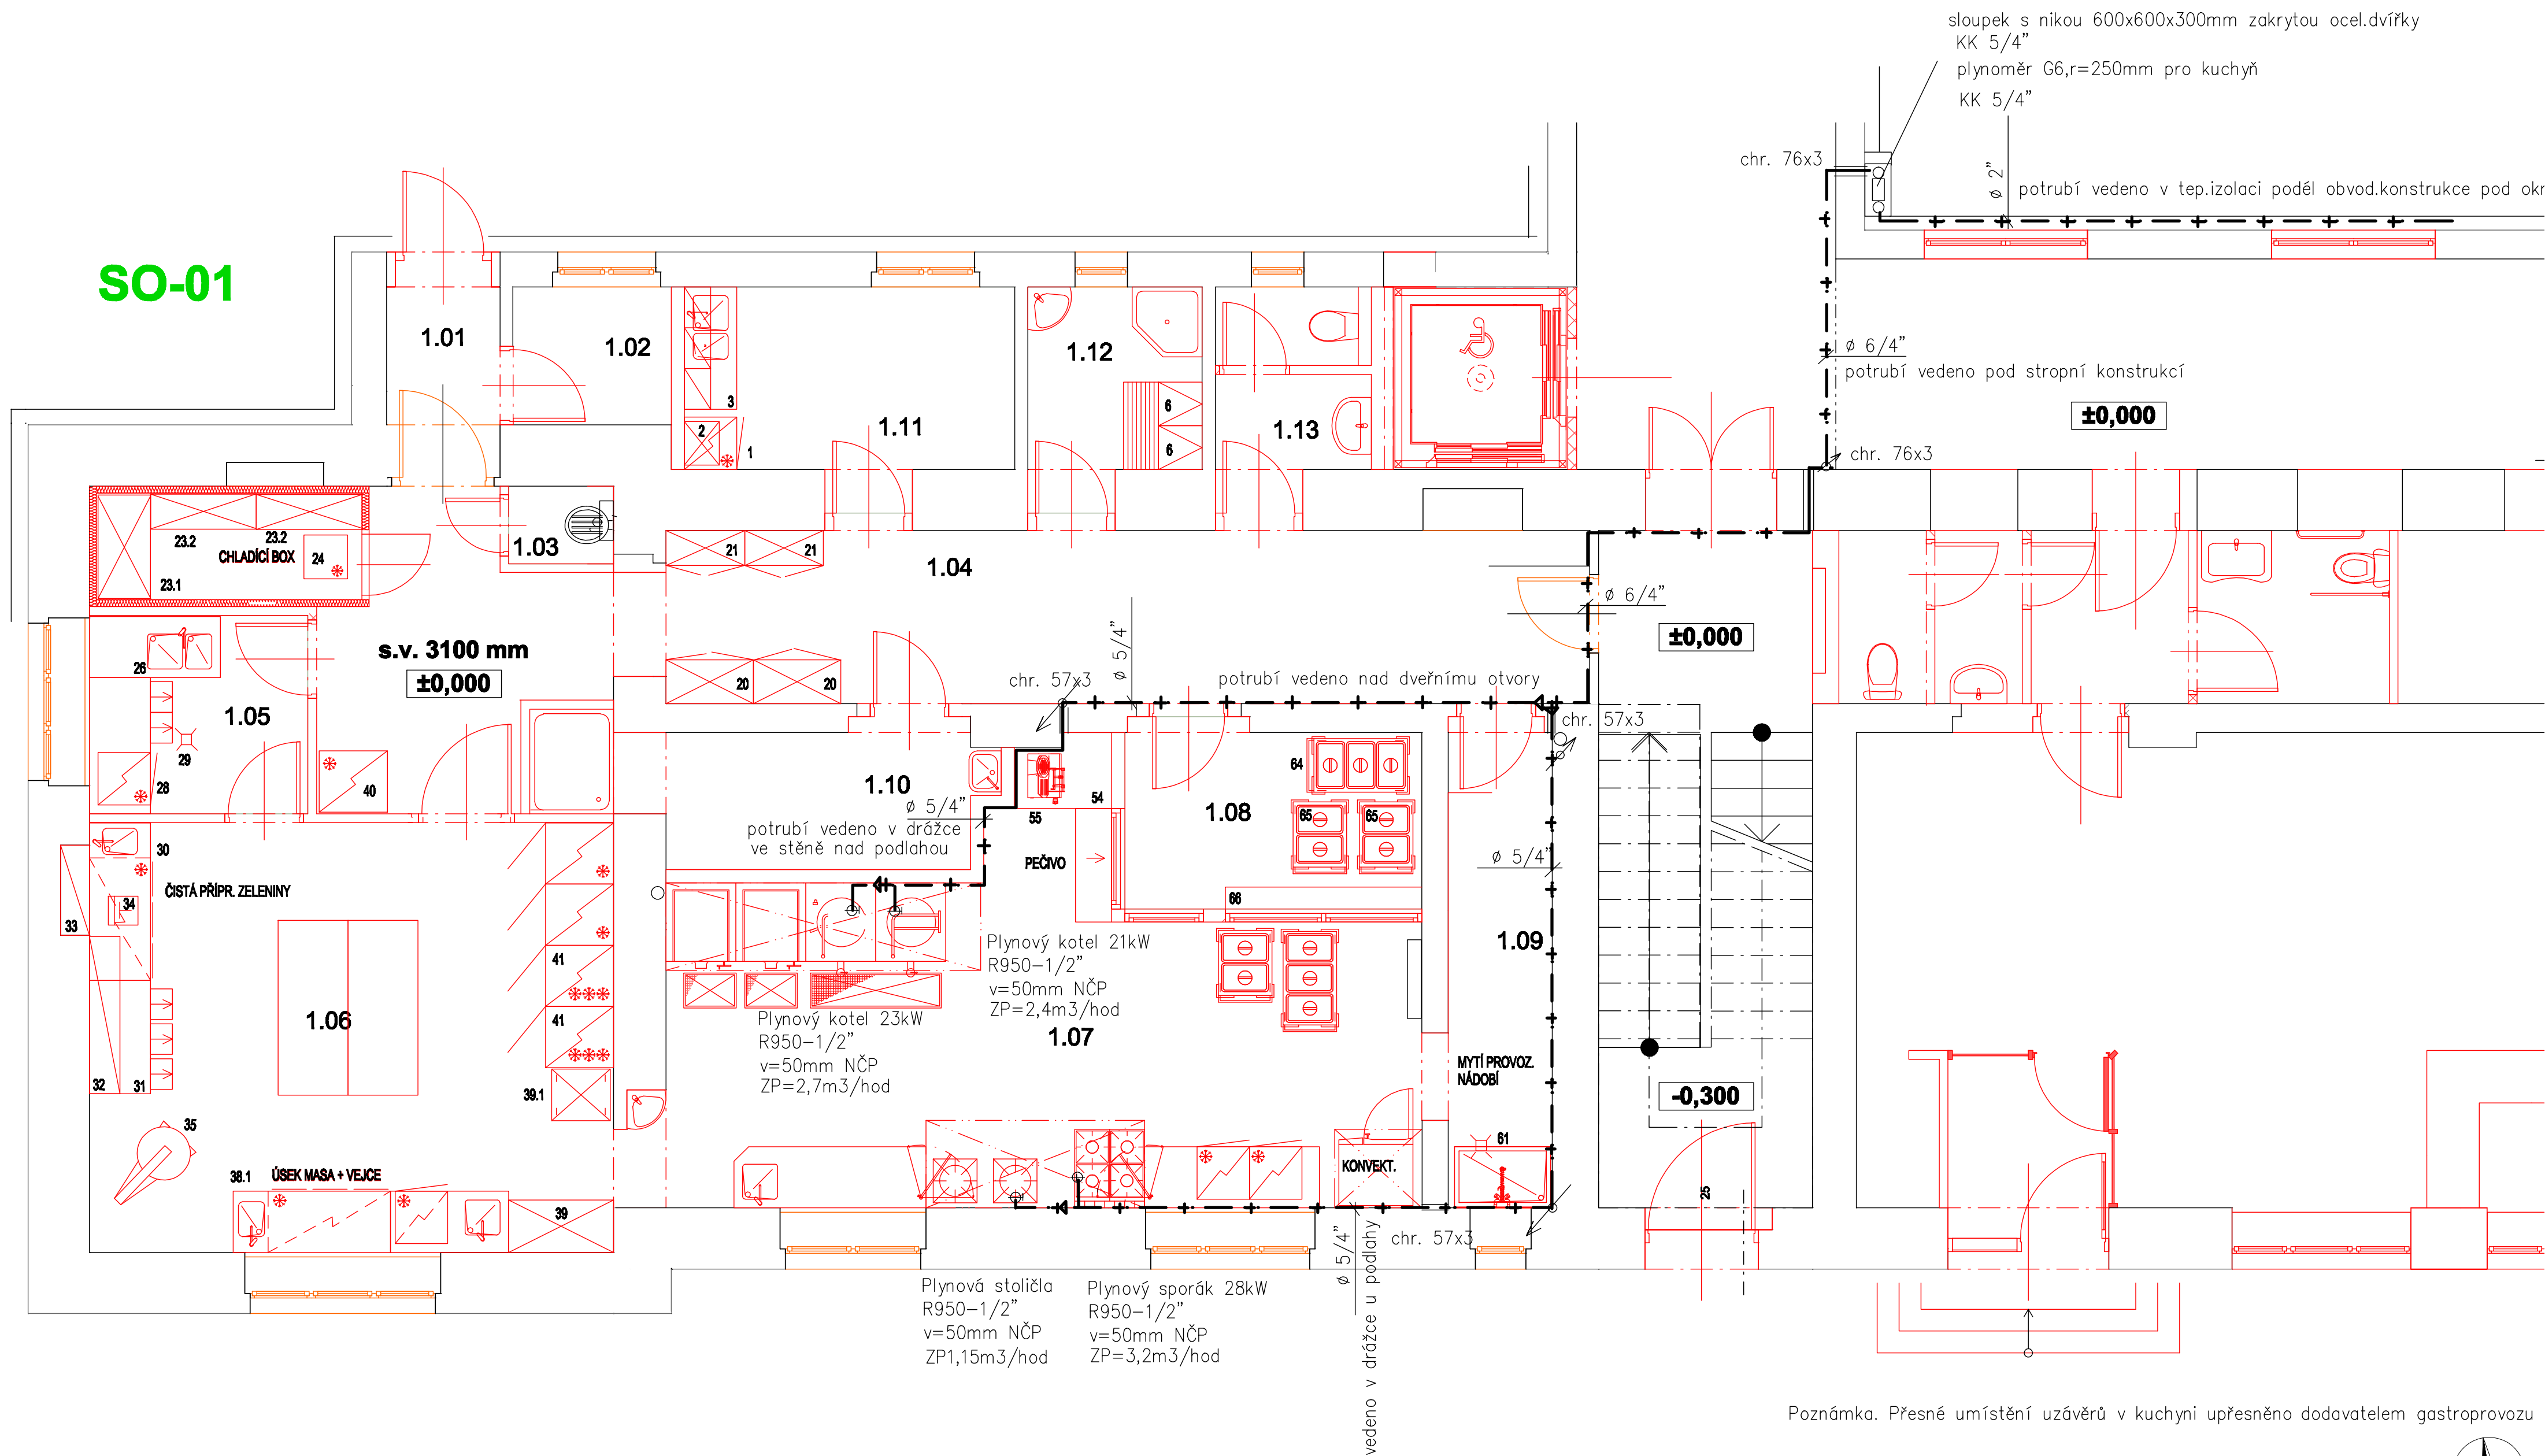 sloupek s nikou 600x600x300mm zakrytou ocel.dvířky
KK 5/4"
plynoměr G6,r=250mm pro kuchyň
KK 5/4"
chr. 76x3
ø 2"
potrubí vedeno v tep.izolaci podél obvod.konstrukce pod
SO-01
1.01
1.02
1.12
1.11
1.13
3
2
1
6
6
ø 6/4"
potrubí vedeno pod stropní konstrukcí
±0,000
chr. 76x3
23.2
23.2
CHLADÍCÍ BOX
24
23.1
1.03
21
21
1.04
ø 6/4"
±0,000
s.v. 3100 mm
±0,000
26
20
20
chr. 57x3
ø 5/4"
potrubí vedeno nad dveřnímu otvory
chr. 57x3
1.05
29
28
40
1.10
ø 5/4"
potrubí vedeno v drážce
ve stěně nad podlahou
54
55
PEČIVO
1.08
64
65
65
66
ø 5/4"
1.09
30
ČISTÁ PŘÍPR. ZELENINY
34
33
41
41
1.06
32
31
39.1
35
38.1
ÚSEK MASA + VEJCE
39
Plynový kotel 21kW
R950-1/2"
v=50mm NČP
ZP=2,4m3/hod
Plynový kotel 23kW
R950-1/2"
v=50mm NČP
ZP=2,7m3/hod
1.07
MYTÍ PROVOZ.
NÁDOBÍ
61
KONVEKT.
-0,300
25
chr. 57x3
ø 5/4"
vedeno v drážce u podlahy
Plynová stoličla
R950-1/2"
v=50mm NČP
ZP1,15m3/hod
Plynový sporák 28kW
R950-1/2"
v=50mm NČP
ZP=3,2m3/hod
Poznámka. Přesné umístění uzávěrů v kuchyni upřesněno dodavatelem gastroprovozu